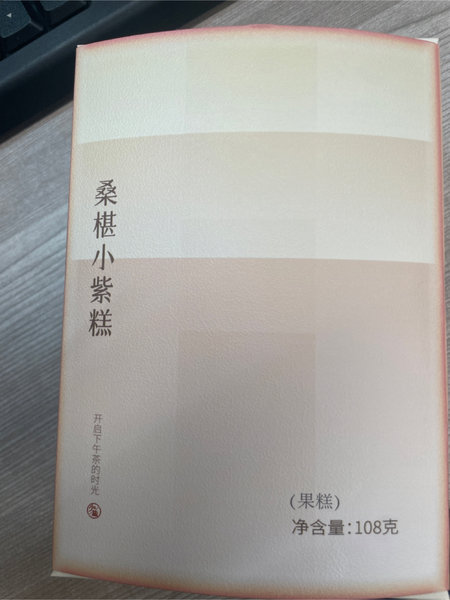 桑椹小紫糕
开启下午茶的时光
(果糕)
净含量:108克